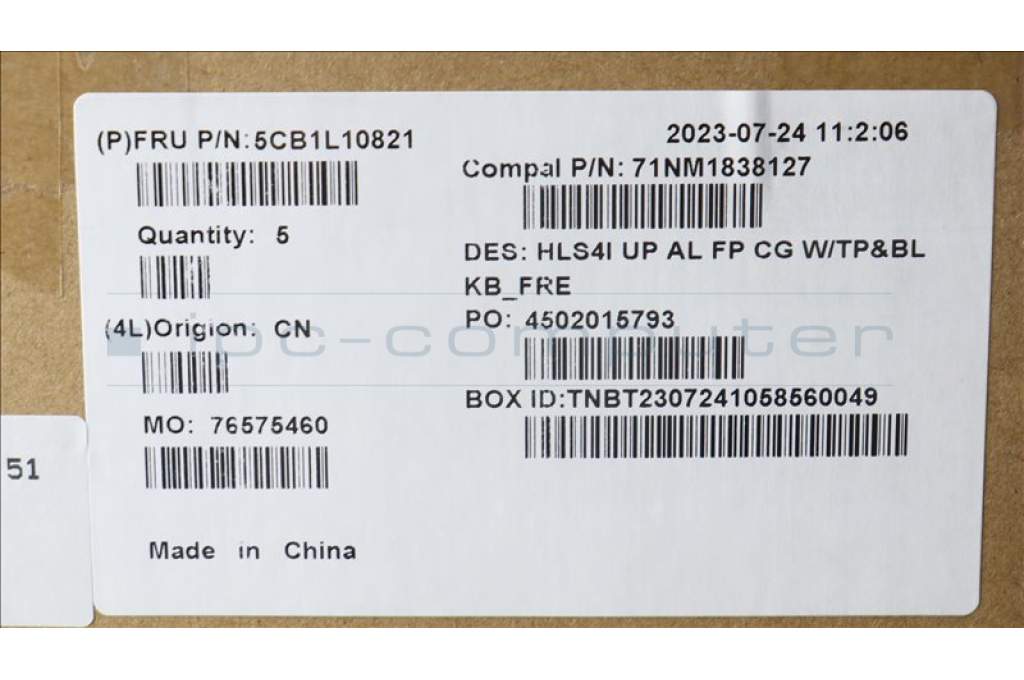 (P)FRU P/N:5CB1L10821
2023-07-24 11:2:06
Compal P/N: 71NM1838127
Quantity: 5
DES: HLS4I UP AL FP CG W/TP&BL
KB_FRE
(4L)Origion: CN
PO: 4502015793
ipc-computer
BOX ID:TNBT2307241058560049
MO: 76575460
51
Made in China